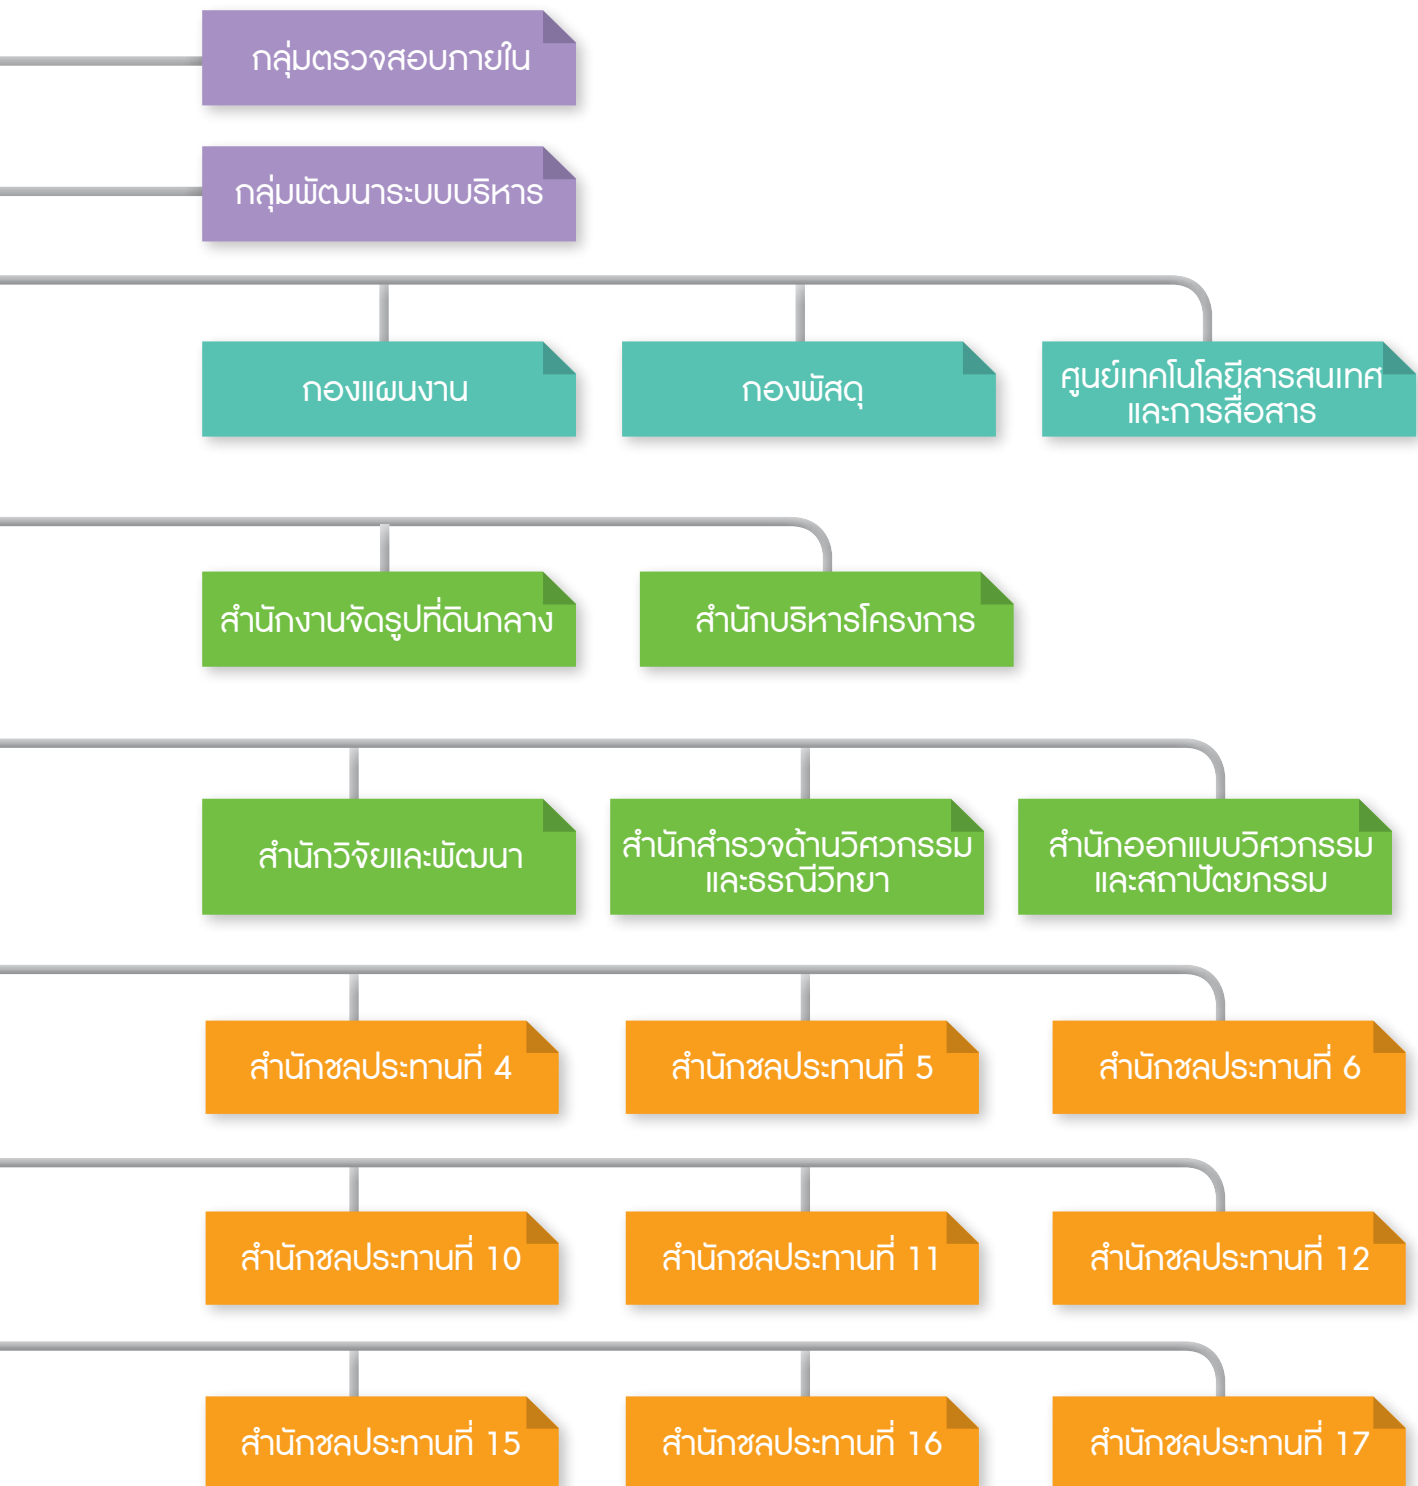 กลุ่มตรวจสอบภายใน
กลุ่มพัฒนาระบบบริหาร
กองแผนงาน
กองพัสดุ
ศูนย์เทคโนโลยีสารสนเทศ
และการสื่อสาร
สำนักงานจัดรูปที่ดินกลาง
สำนักบริหารโครงการ
สำนักวิจัยและพัฒนา
สำนักสำรวจด้านวิศวกรรม
และธรณีวิทยา
สำนักออกแบบวิศวกรรม
และสถาปัตยกรรม
สำนักชลประทานที่ 4
สำนักชลประทานที่ 5
สำนักชลประทานที่ 6
สำนักชลประทานที่ 10
สำนักชลประทานที่ 11
สำนักชลประทานที่ 12
สำนักชลประทานที่ 15
สำนักชลประทานที่ 16
สำนักชลประทานที่ 17